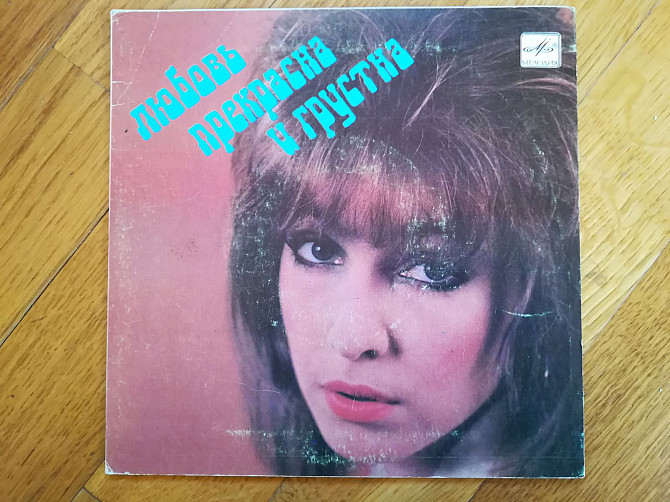 Любовь
прекрасна
и грустна
МЕЛОДИЯ